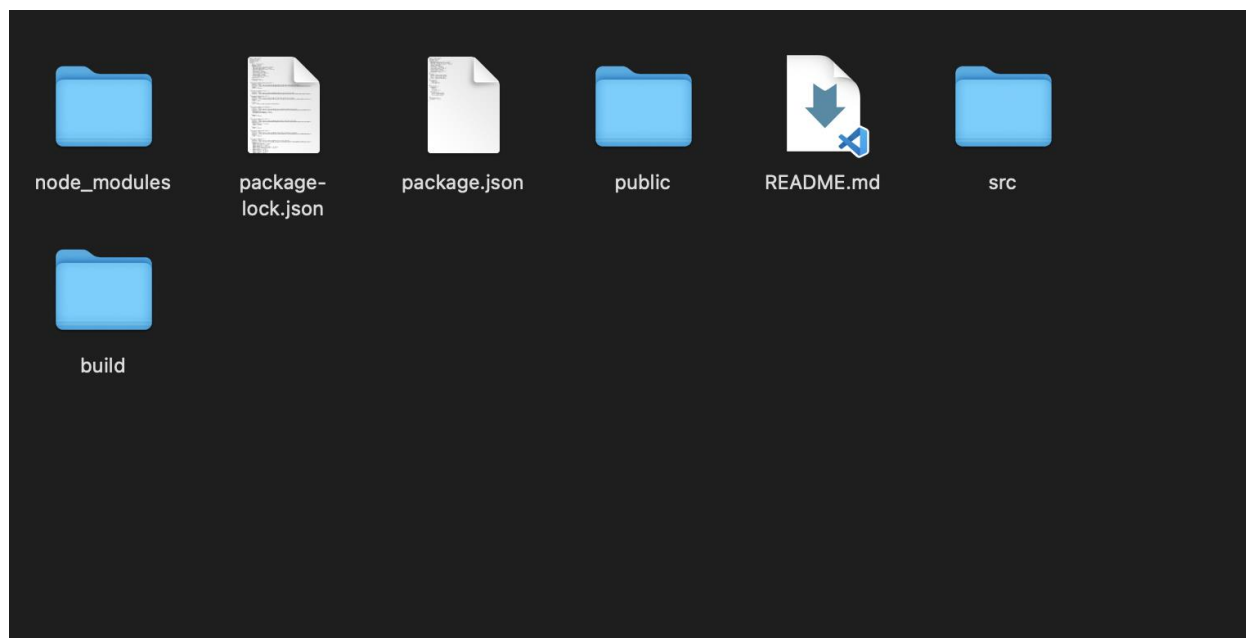 node_modules
package-
lock.json
package.json
public
README.md
src
build